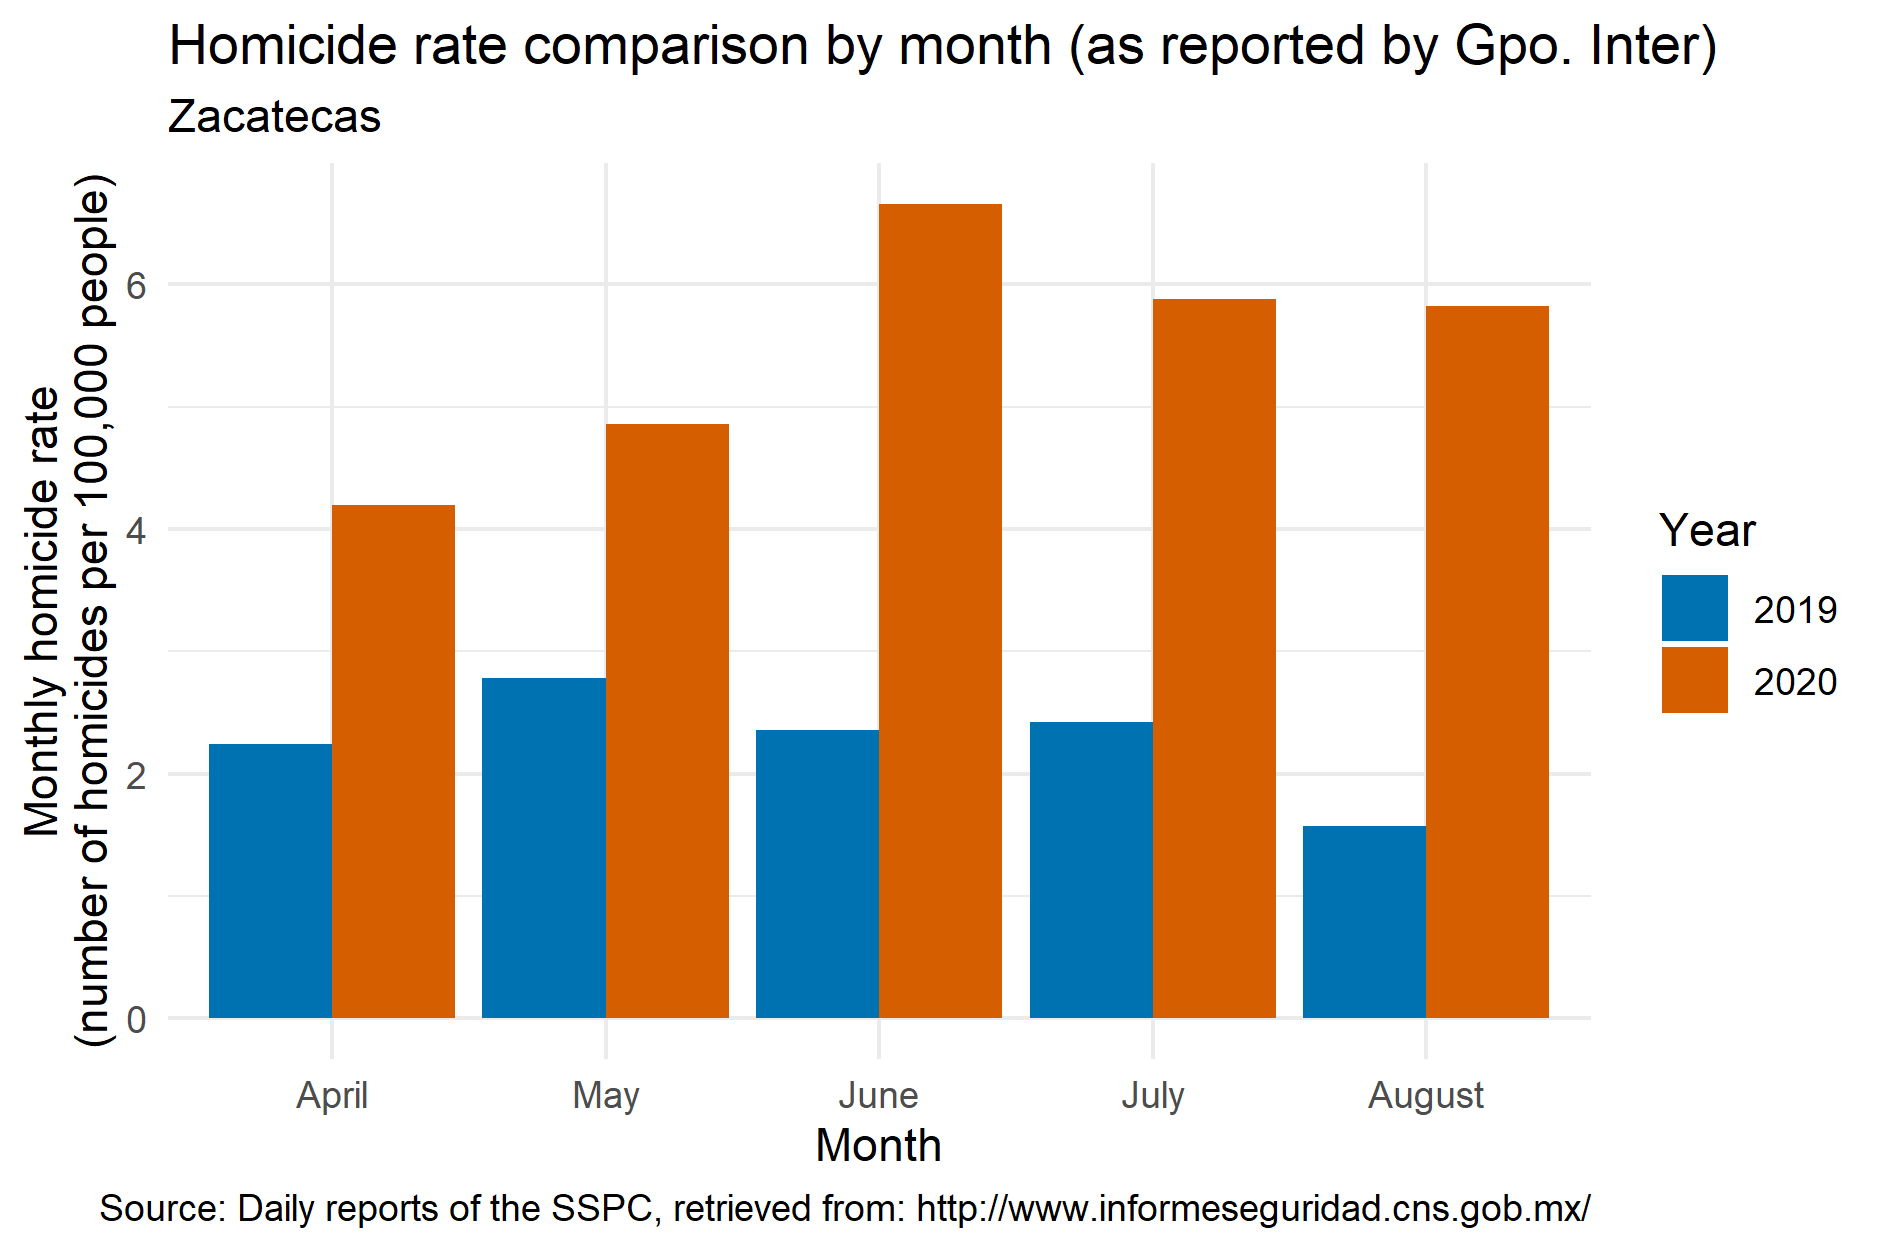 Homicide rate comparison by month (as reported by Gpo. Inter)
Zacatecas
Monthly homicide rate
(number of homicides per 100,000 people)
6
4
2
0
April
May
June
July
August
Month
Year
2019
2020
Source: Daily reports of the SSPC, retrieved from: http://www.informeseguridad.cns.gob.mx/